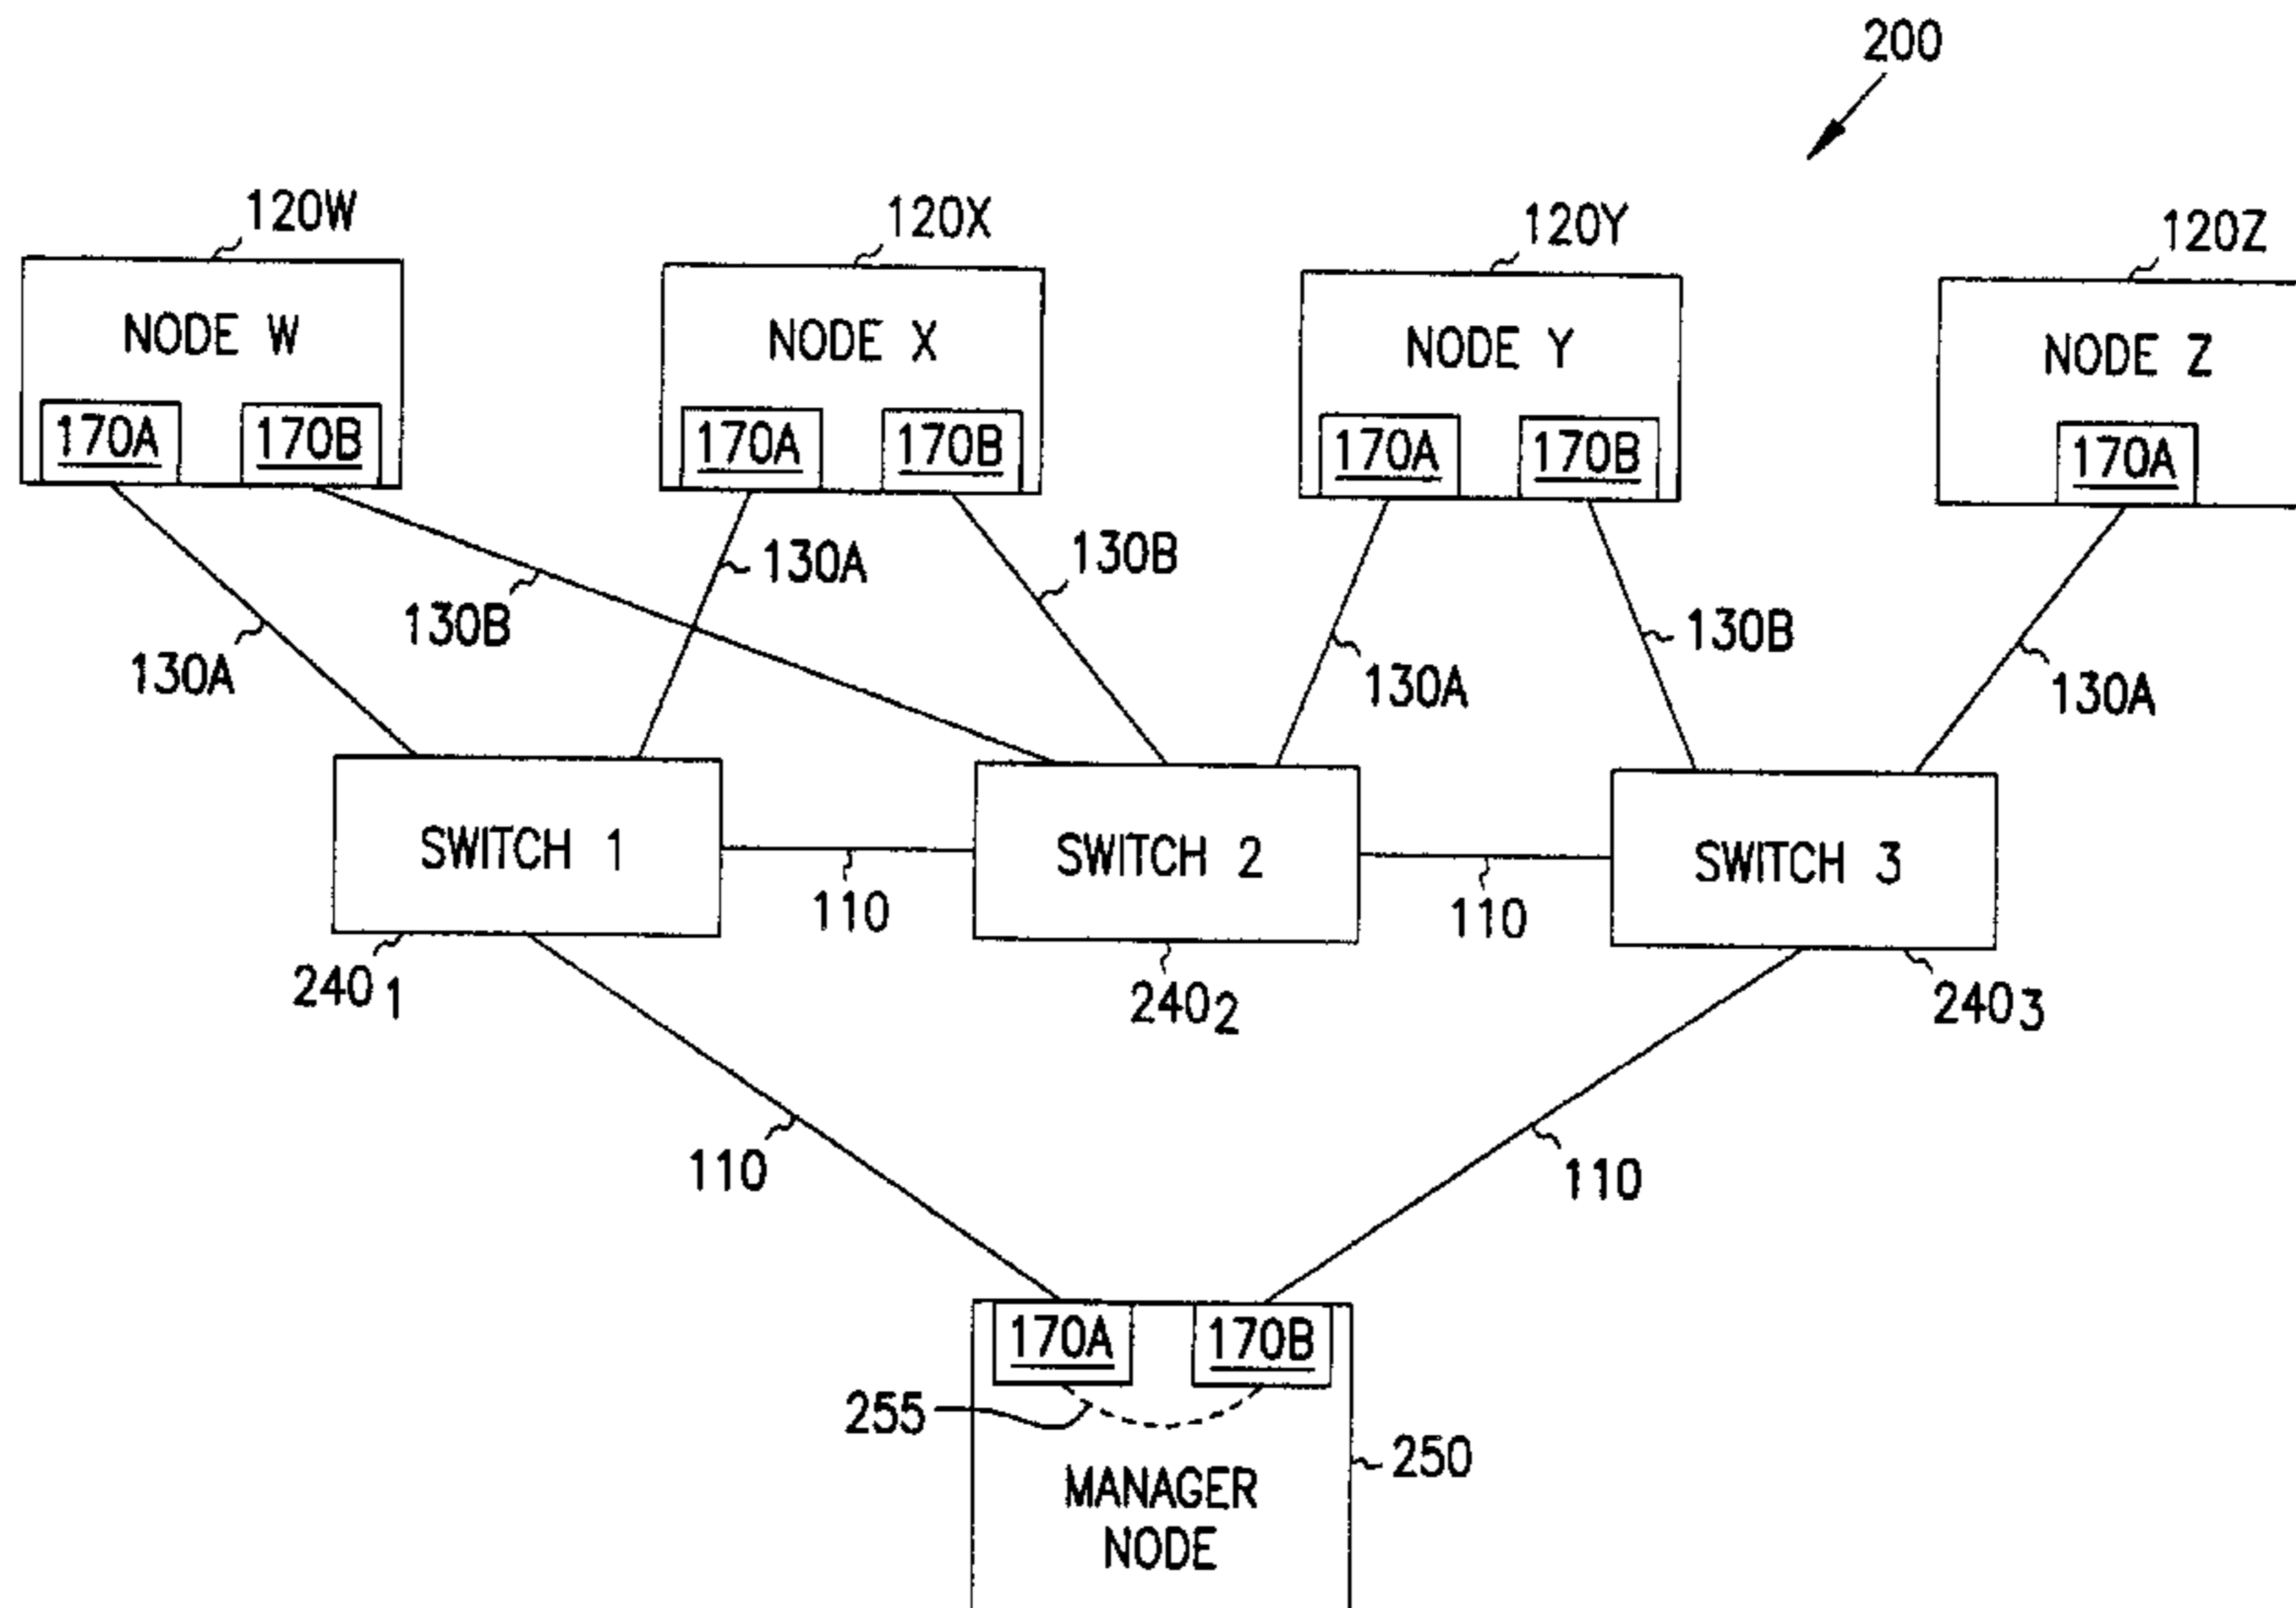 200
120W
120X
120Y
120Z
NODE W
NODE X
NODE Y
NODE Z
170A 170B
170A 170B
170A 170B
170A
130A
130B
130A
130B
130A
130B
130A
SWITCH 1
SWITCH 2
SWITCH 3
110
110
240 1
240 2
240 3
110
110
170A 170B
255
250
MANAGER
NODE